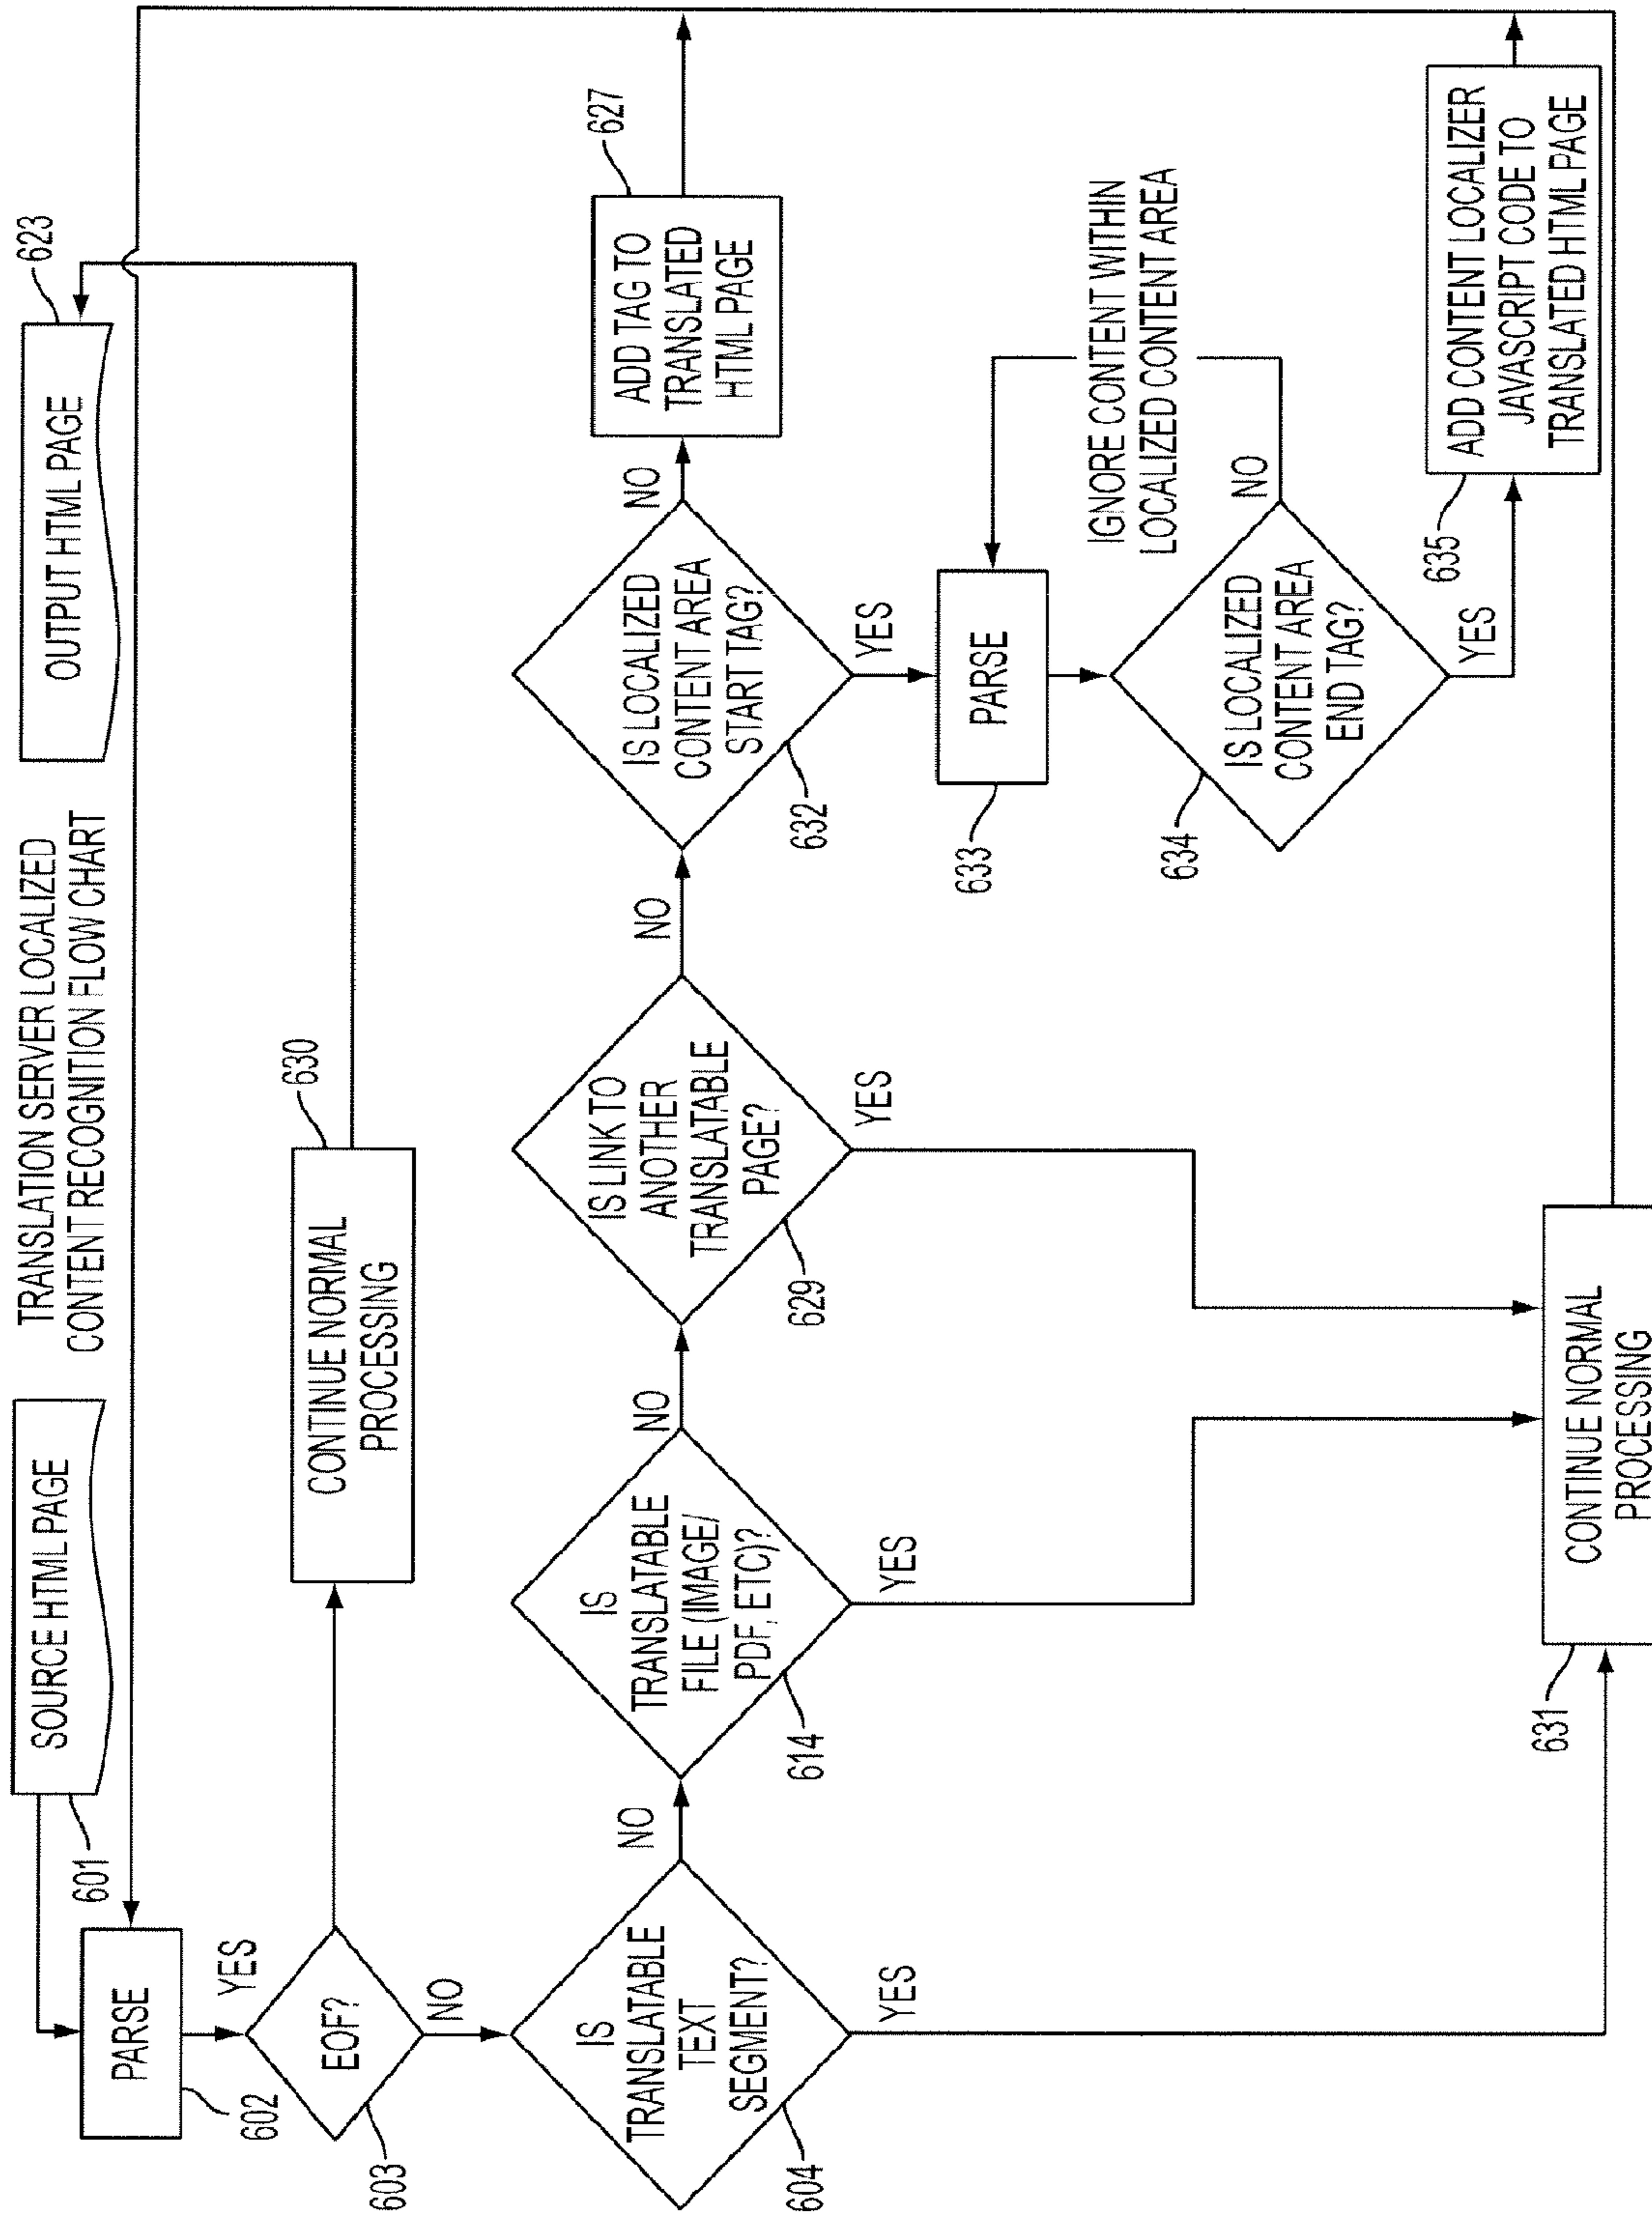 TRANSLATION SERVER LOCALIZED
CONTENT RECOGNITION FLOW CHART
SOURCE HTML PAGE
601
OUTPUT HTML PAGE
623
PARSE
602
YES
EOF?
603
NO
CONTINUE NORMAL
PROCESSING
630
IS
TRANSLATABLE
TEXT
SEGMENT?
604
NO
YES
IS
TRANSLATABLE
FILE (IMAGE/
PDF, ETC)?
614
NO
YES
IS LINK TO
ANOTHER
TRANSLATABLE
PAGE?
629
NO
YES
IS LOCALIZED
CONTENT AREA
START TAG?
632
NO
YES
ADD TAG TO
TRANSLATED
HTML PAGE
627
PARSE
633
IGNORE CONTENT WITHIN
LOCALIZED CONTENT AREA
IS LOCALIZED
CONTENT AREA
END TAG?
634
NO
YES
ADD CONTENT LOCALIZER
JAVASCRIPT CODE TO
TRANSLATED HTML PAGE
635
CONTINUE NORMAL
PROCESSING
631